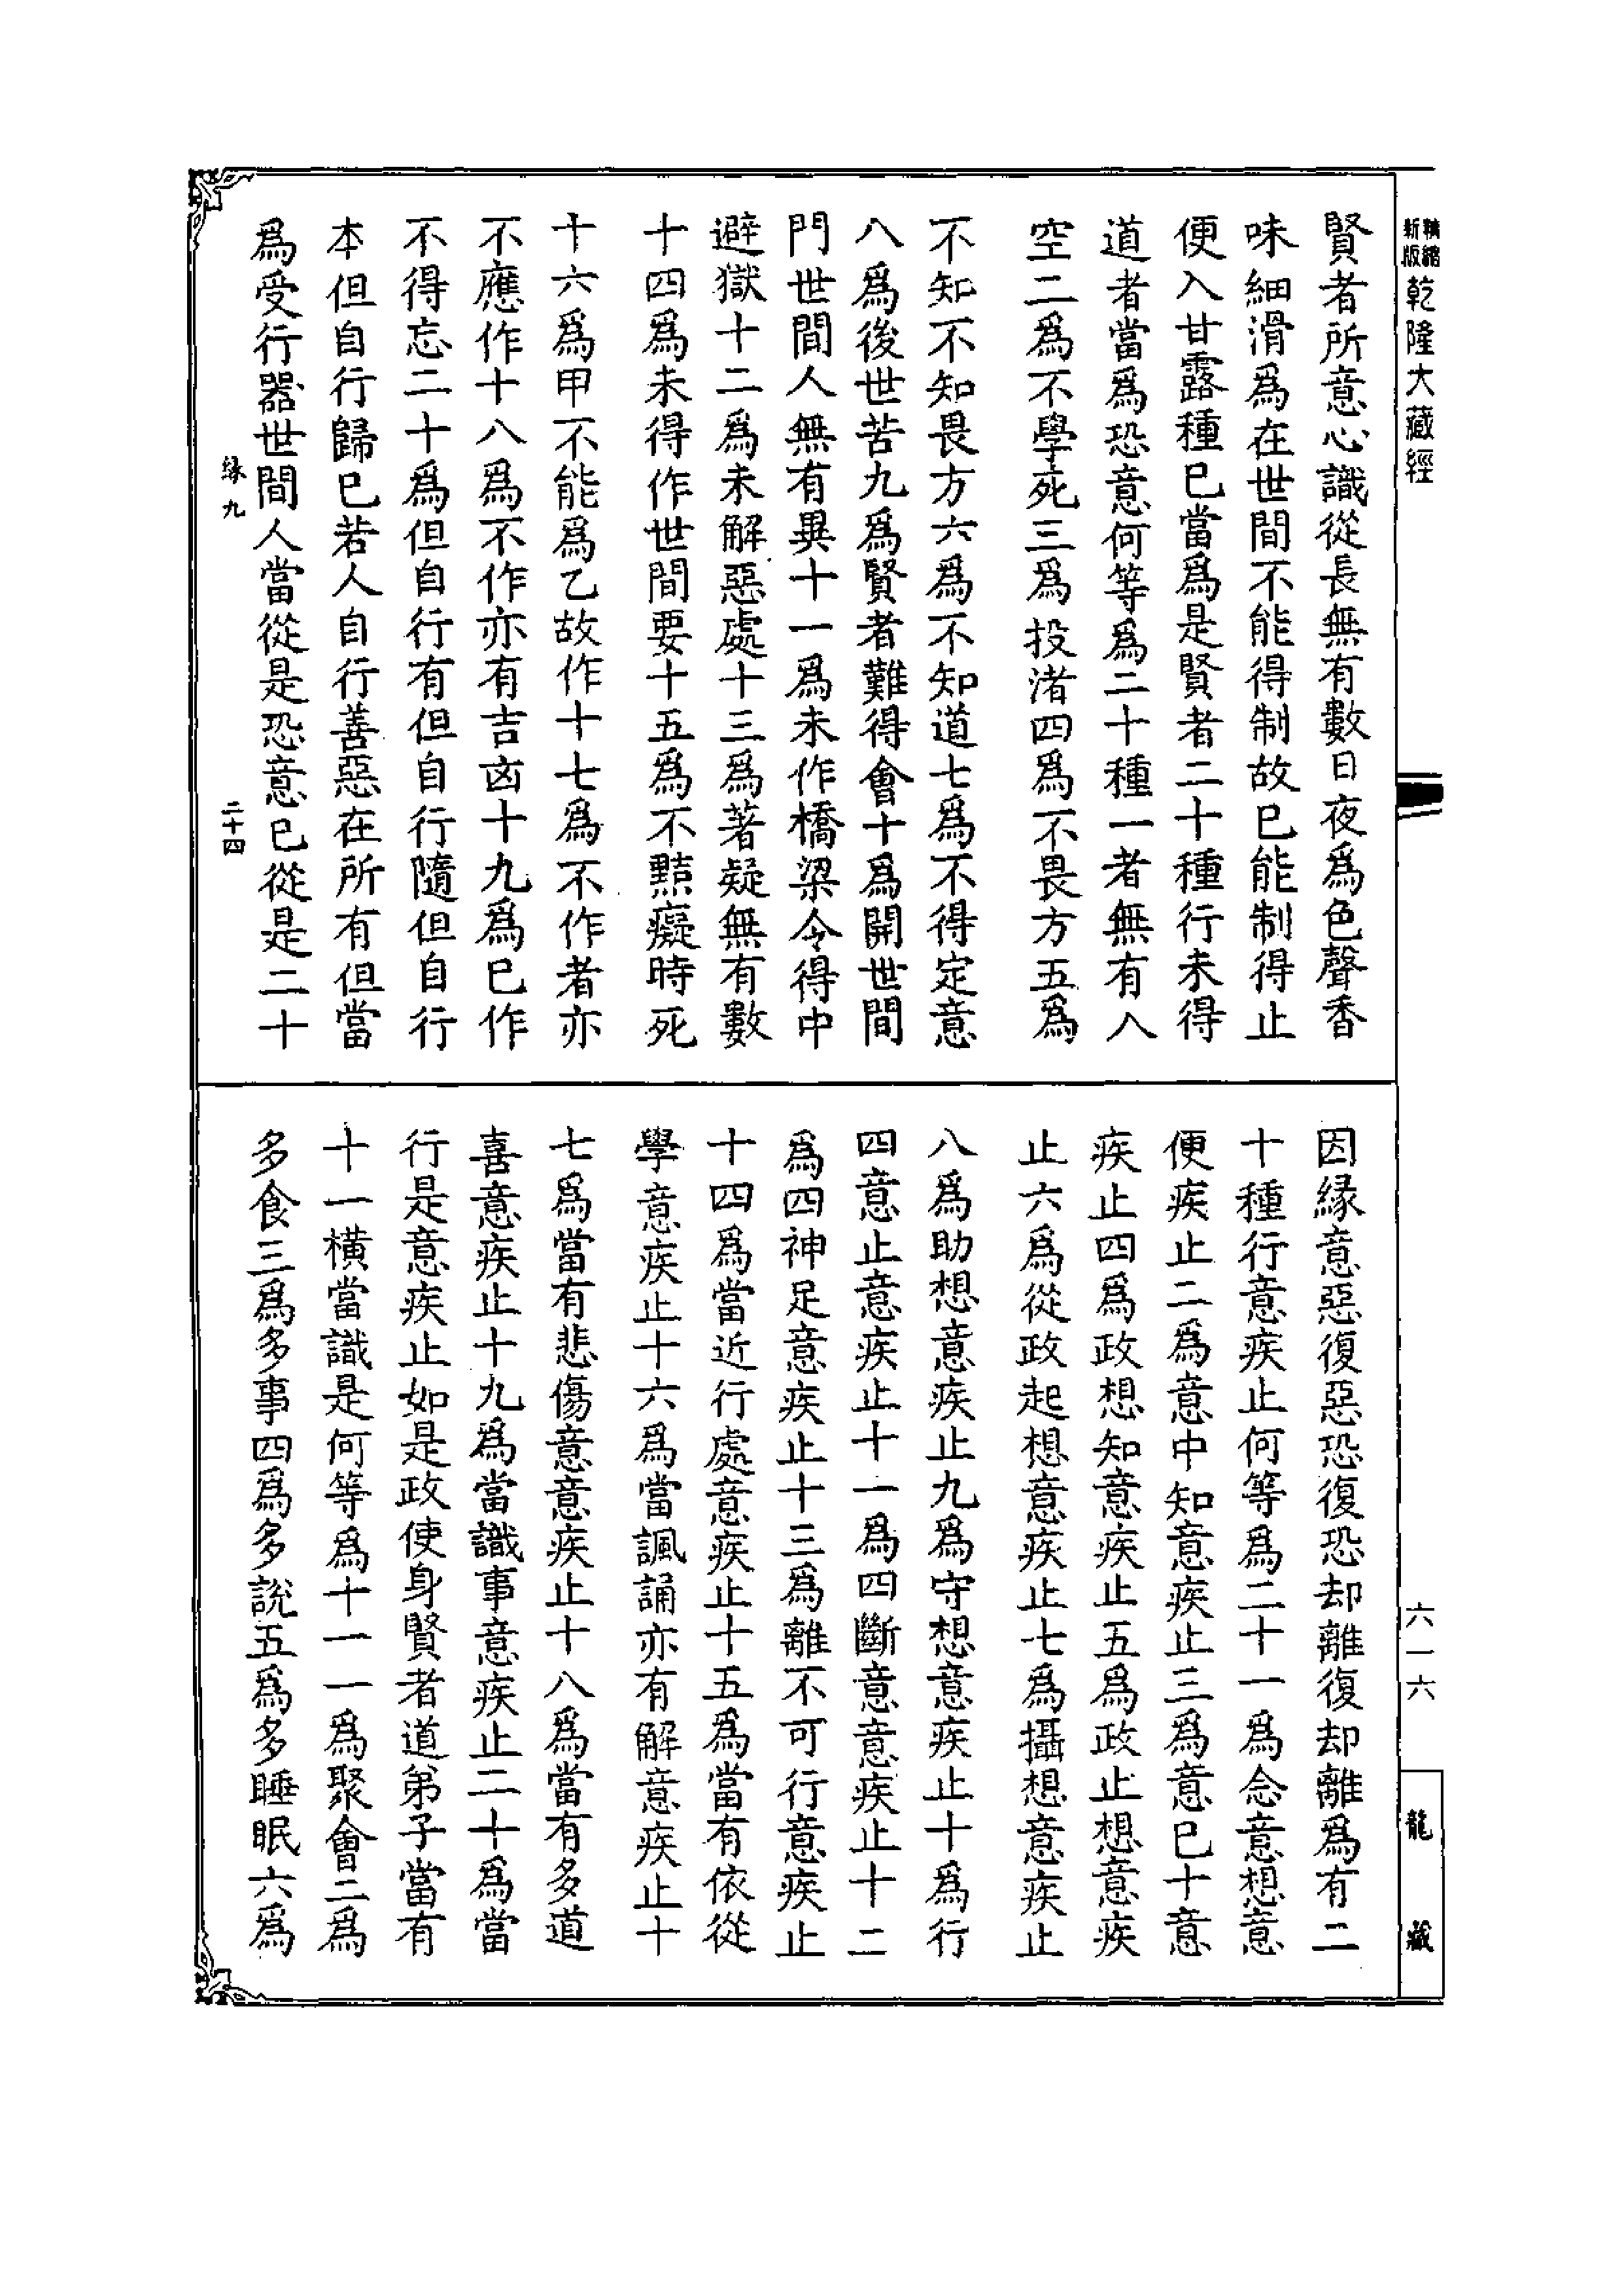 精縮新版 乾隆大藏經
賢者所意心識從長無有數日夜爲色聲香
味細滑爲在世間不能得制故已能制得止
便入甘露種已當爲是賢者二十種行未得
道者當爲恐意何等爲二十種一者無有人
空二爲不學死三爲投渚四爲不畏方五爲
不知不知畏方六爲不知道七爲不得定意
八爲後世苦九爲賢者難得會十爲開世間
門世間人無有異十一爲未作橋梁令得中
避獄十二爲未解惡處十三爲著疑無有數
十四爲未得作世間要十五爲不黠癡時死
十六爲甲不能爲乙故作十七爲不作者亦
不應作十八爲不作亦有吉㐫十九爲已作
不得忘二十爲但自行有但自行隨但自行
本但自行歸已若人自行善惡在所有但當
爲受行器世間人當從是恐意已從是二十
縁九
二十四
因縁意惡復惡恐復恐却離復却離爲有二
十種行意疾止何等爲二十一爲念意想意
便疾止二爲意中知意疾止三爲意已十意
疾止四爲政想知意疾止五爲政止想意疾
止六爲從政起想意疾止七爲攝想意疾止
八爲助想意疾止九爲守想意疾止十爲行
四意止意疾止十一爲四斷意意疾止十二
爲四神足意疾止十三爲離不可行意疾止
十四爲當近行處意疾止十五爲當有依從
學意疾止十六爲當諷誦亦有解意疾止十
七爲當有悲傷意意疾止十八爲當有多道
喜意疾止十九爲當識事意疾止二十爲當
行是意疾止如是政使身賢者道弟子當有
十一橫當識是何等爲十一一爲聚會二爲
多食三爲多事四爲多說五爲多睡眠六爲
六一六
龍藏